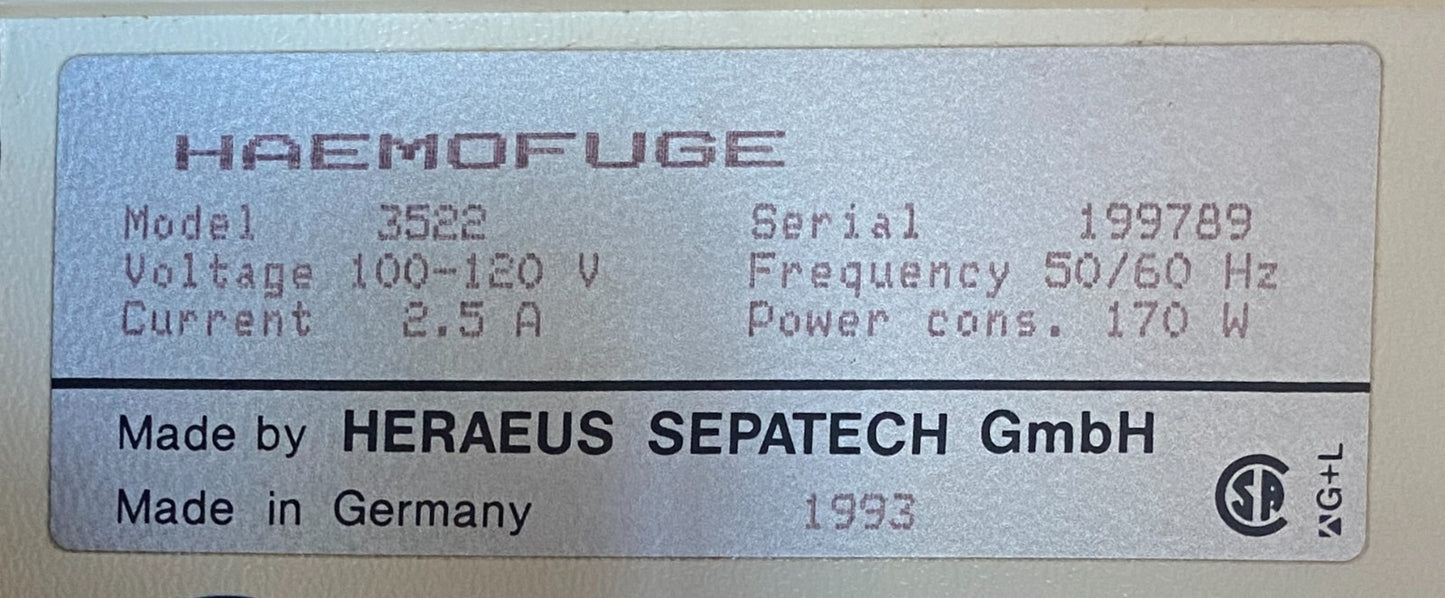 HAEMOFUGE
Model 3522 Serial 199789
Voltage 100-120 V Frequency 50/60 Hz
Current 2.5 A Power cons. 170 W
Made by HERAEUS SEPATECH GmbH
Made in Germany 1993
SA
G+L